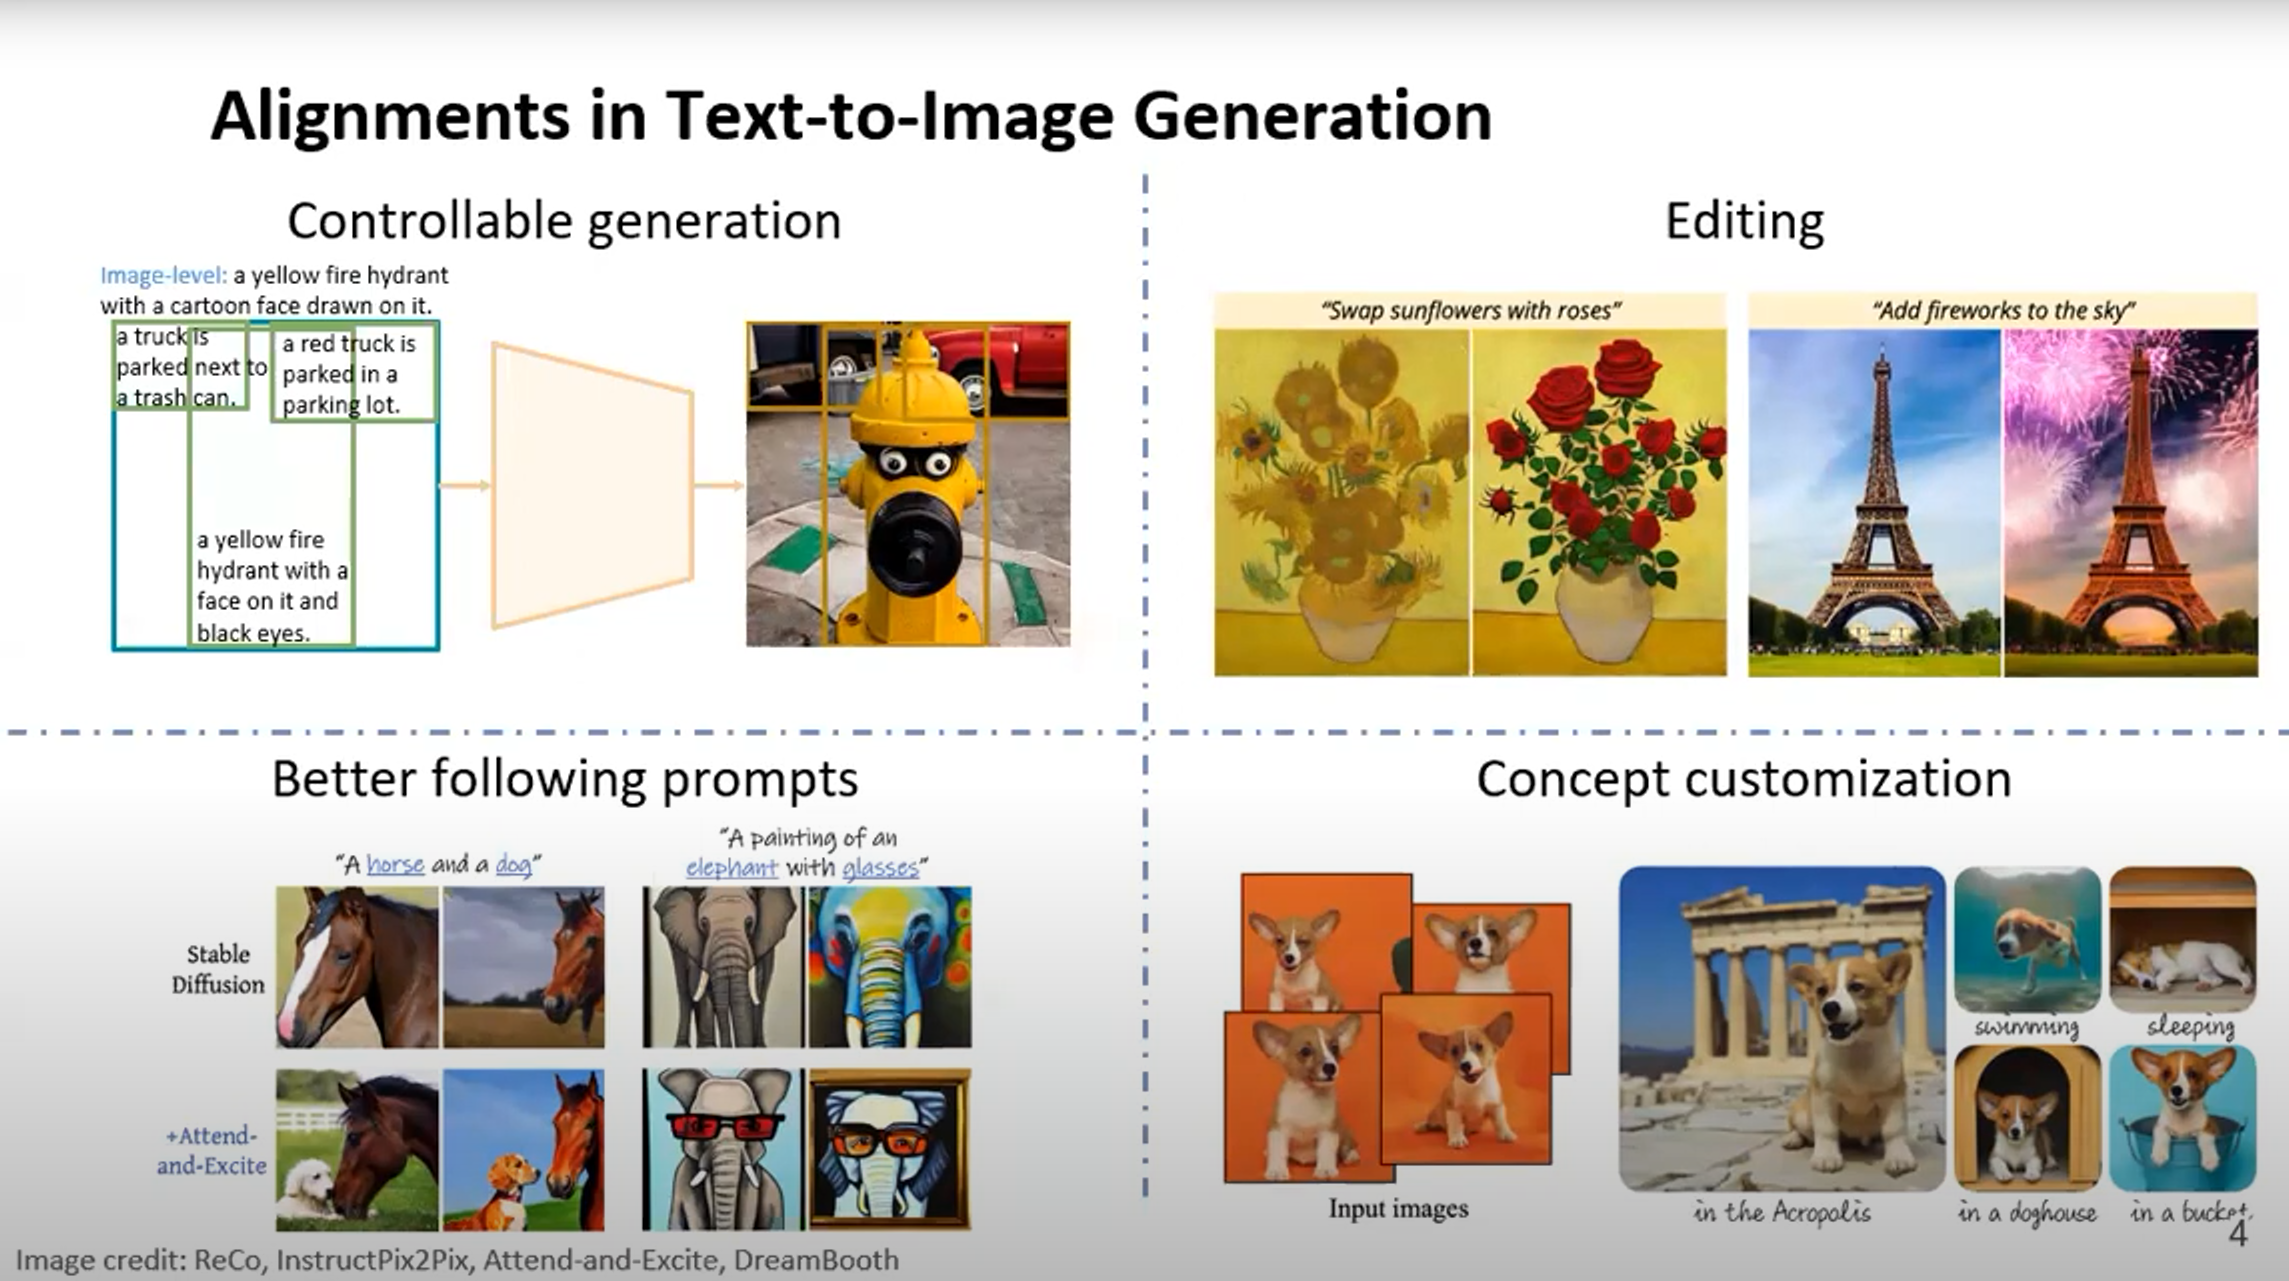 Alignments in Text-to-Image Generation
Controllable generation
Image-level: a yellow fire hydrant
with a cartoon face drawn on it.
a truck is
parked next to
a trash can.
a red truck is
parked in a
parking lot.
a yellow fire
hydrant with a
face on it and
black eyes.
Editing
“Swap sunflowers with roses”
“Add fireworks to the sky”
Better following prompts
“A horse and a dog”
“A painting of an
elephant with glasses”
Stable
Diffusion
+Attend-
and-Excite
Concept customization
Input images
in the Acropolis
swimming
sleeping
in a doghouse
in a bucket
4
Image credit: ReCo, InstructPix2Pix, Attend-and-Excite, DreamBooth